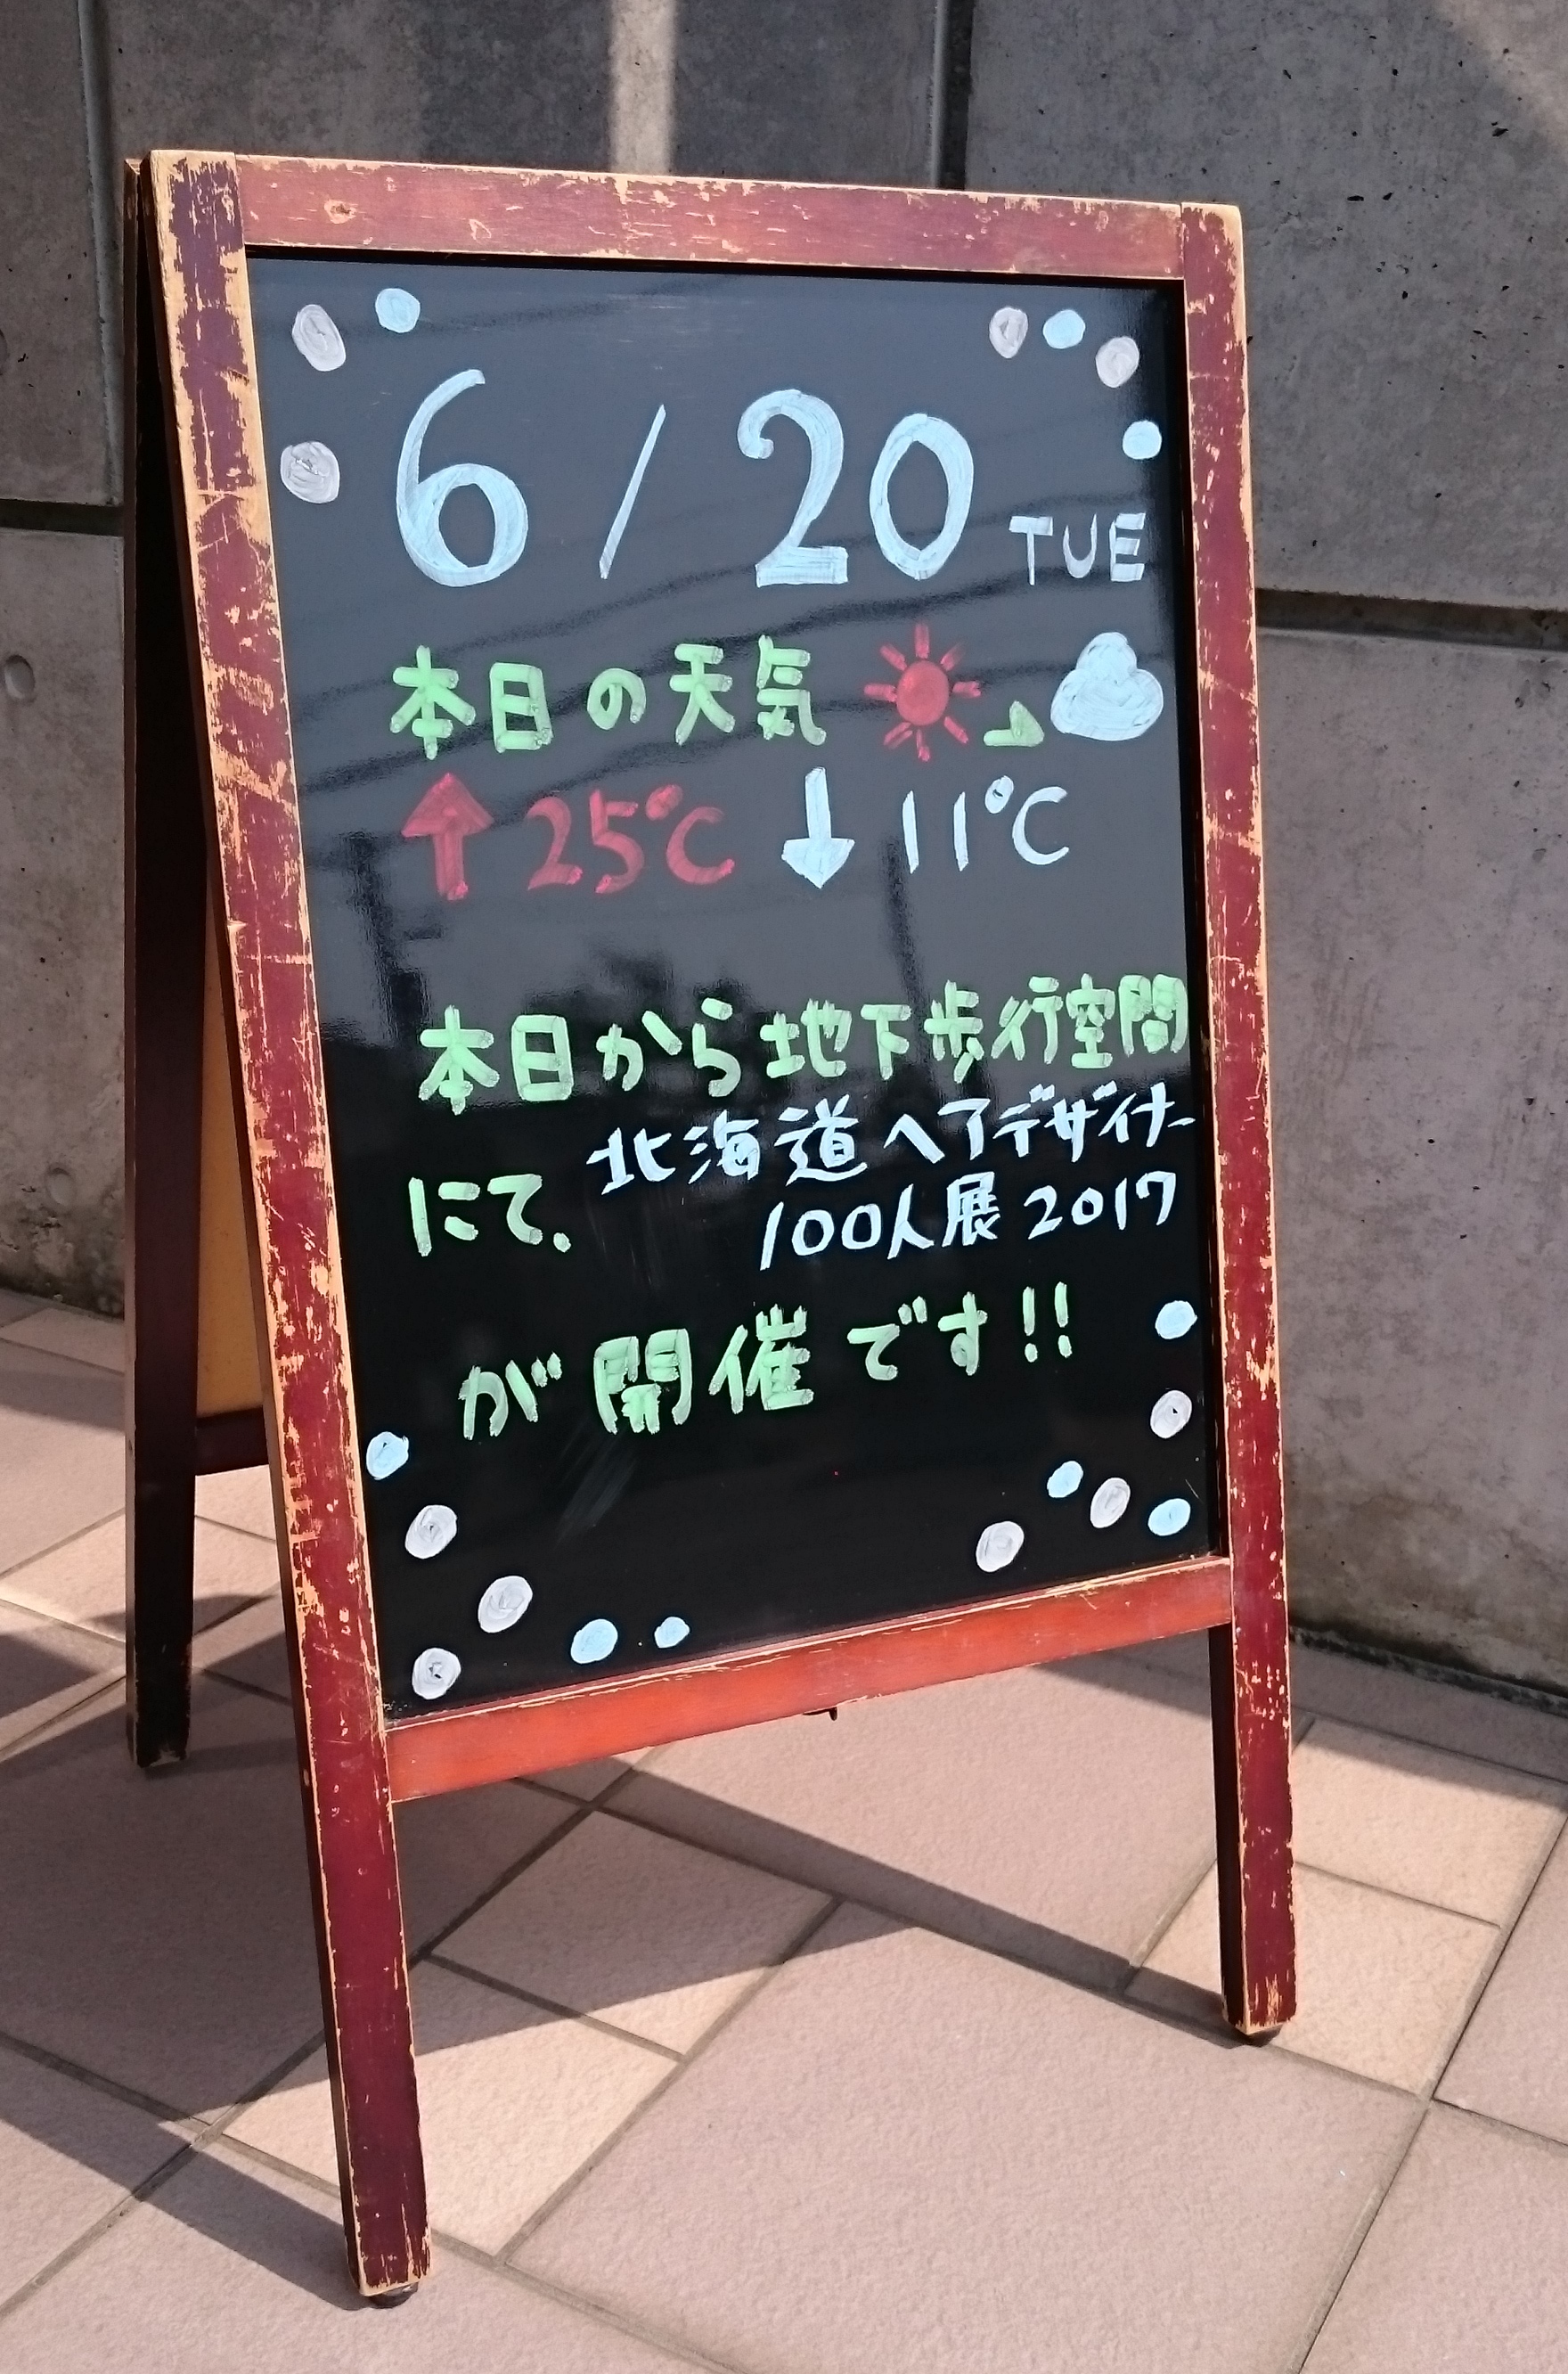 6/20 TUE
本日の天気
25℃ 11℃
本日から地下歩行空間
にて、北海道ヘアデザイナー
100人展 2017
が開催です!!